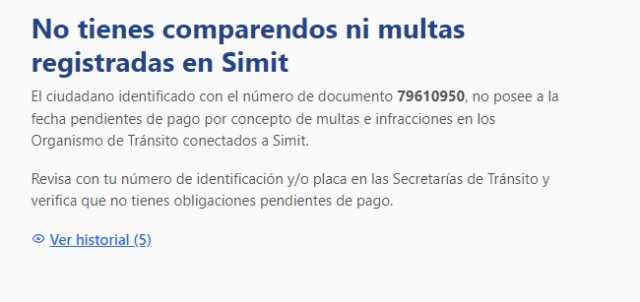 No tienes comparendos ni multas
registradas en Simit
El ciudadano identificado con el número de documento 79610950, no posee a la
fecha pendientes de pago por concepto de multas e infracciones en los
Organismo de Tránsito conectados a Simit.
Revisa con tu número de identificación y/o placa en las Secretarías de Tránsito y
verifica que no tienes obligaciones pendientes de pago.
Ver historial (5)